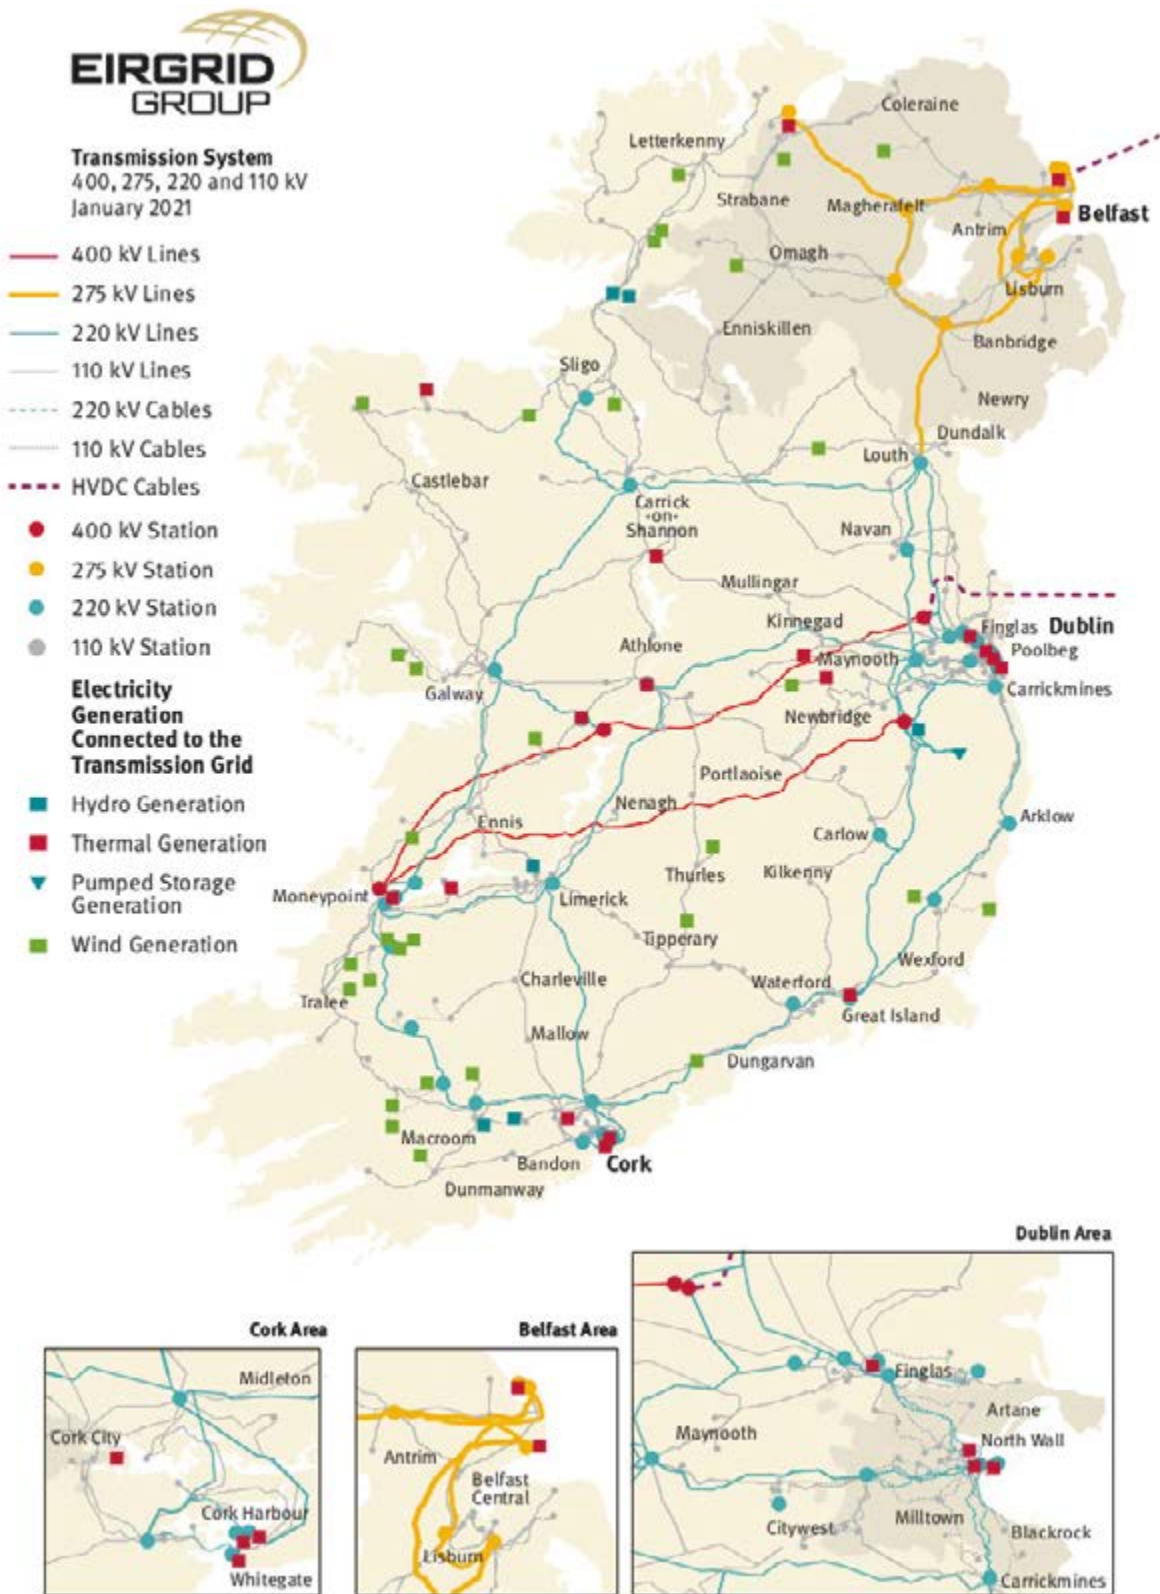 EIRGRID
GROUP
Transmission System
400, 275, 220 and 110 kV
January 2021
400 kV Lines
275 kV Lines
220 kV Lines
110 kV Lines
220 kV Cables
110 kV Cables
HVDC Cables
400 kV Station
275 kV Station
220 kV Station
110 kV Station
Electricity
Generation
Connected to the
Transmission Grid
Hydro Generation
Thermal Generation
Pumped Storage
Generation
Wind Generation
Coleraine
Letterkenny
Strabane
Magherafelt
Belfast
Antrim
Omagh
Lisburn
Enniskillen
Banbridge
Sligo
Newry
Dundalk
Louth
Castlebar
Carrick
-on-
Shannon
Navan
Mullingar
Kinnegad
Finglas
Dublin
Athlone
Maynooth
Poolbeg
Galway
Carrickmines
Newbridge
Portlaoise
Nenagh
Ennis
Carlow
Arklow
Thurles
Kilkenny
Moneypoint
Limerick
Tipperary
Wexford
Charleville
Waterford
Tralee
Great Island
Mallow
Dungarvan
Macroom
Bandon
Cork
Dunmanway
Cork Area
Midleton
Cork City
Cork Harbour
Whitegate
Belfast Area
Antrim
Belfast
Central
Lisburn
Dublin Area
Finglas
Artane
Maynooth
North Wall
Citywest
Milltown
Blackrock
Carrickmines